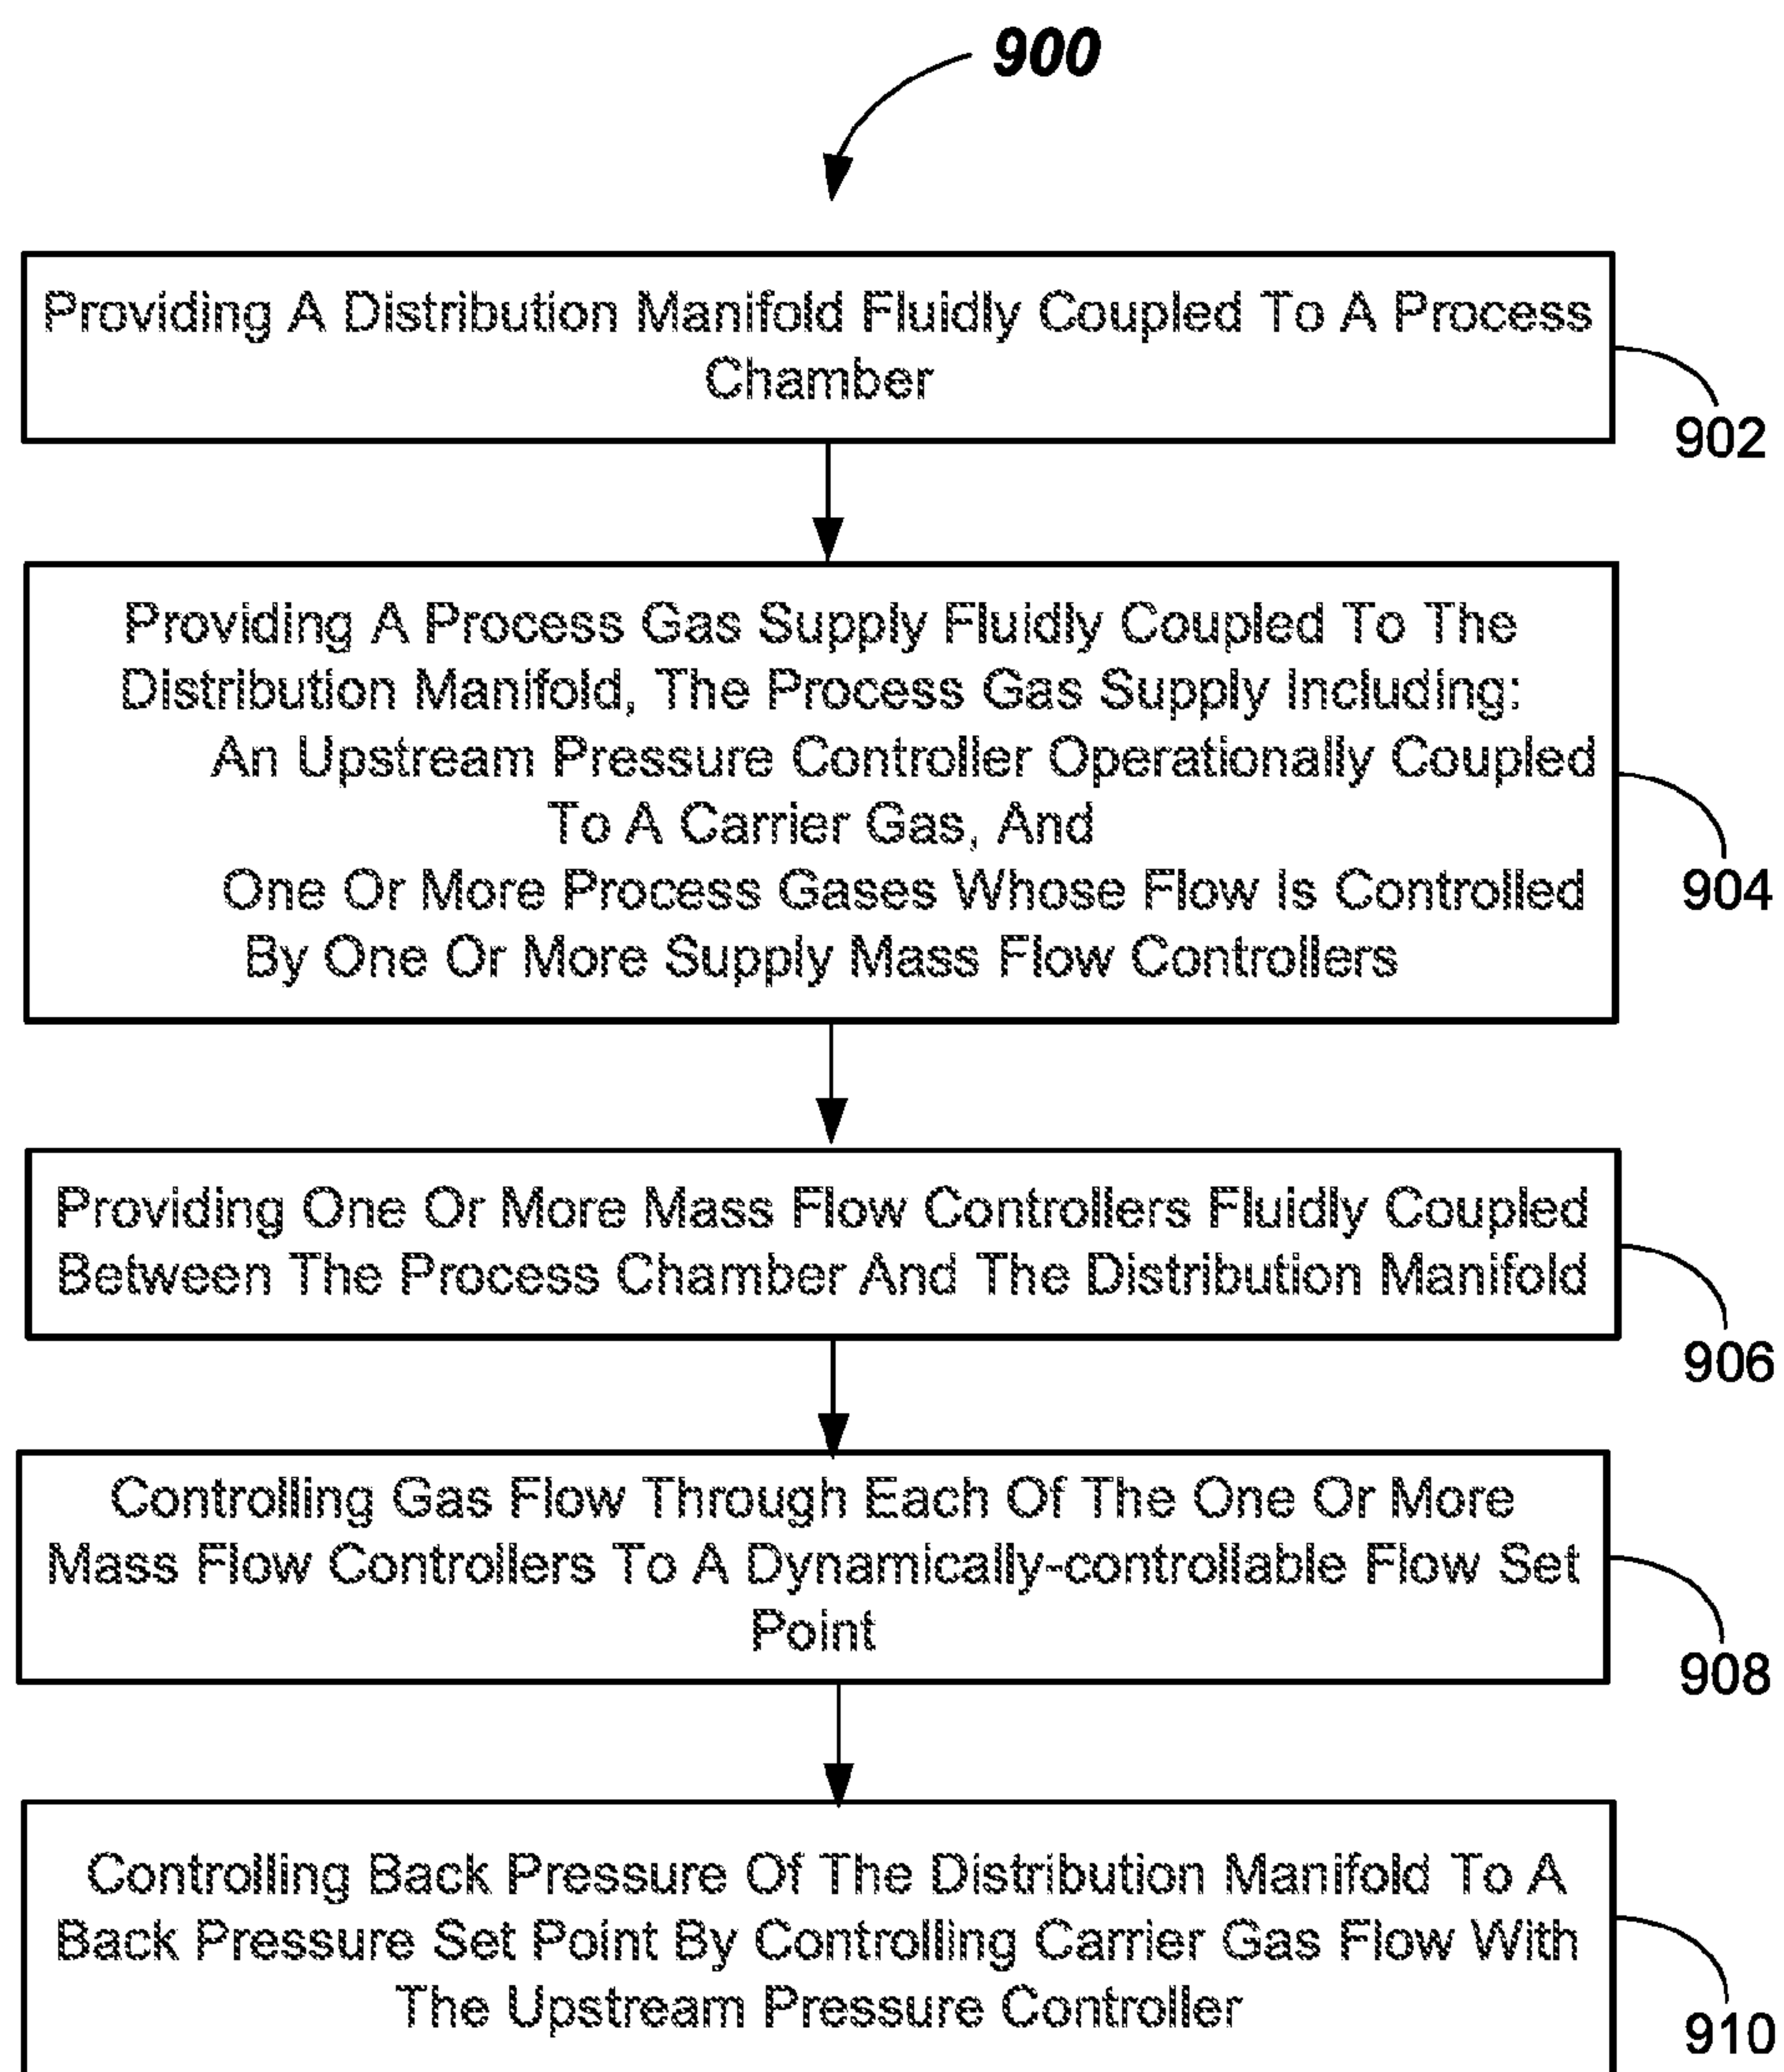 900
Providing A Distribution Manifold Fluidly Coupled To A Process
Chamber
902
Providing A Process Gas Supply Fluidly Coupled To The
Distribution Manifold, The Process Gas Supply Including:
An Upstream Pressure Controller Operationally Coupled
To A Carrier Gas, And
One Or More Process Gases Whose Flow Is Controlled
By One Or More Supply Mass Flow Controllers
904
Providing One Or More Mass Flow Controllers Fluidly Coupled
Between The Process Chamber And The Distribution Manifold
906
Controlling Gas Flow Through Each Of The One Or More
Mass Flow Controllers To A Dynamically-controllable Flow Set
Point
908
Controlling Back Pressure Of The Distribution Manifold To A
Back Pressure Set Point By Controlling Carrier Gas Flow With
The Upstream Pressure Controller
910